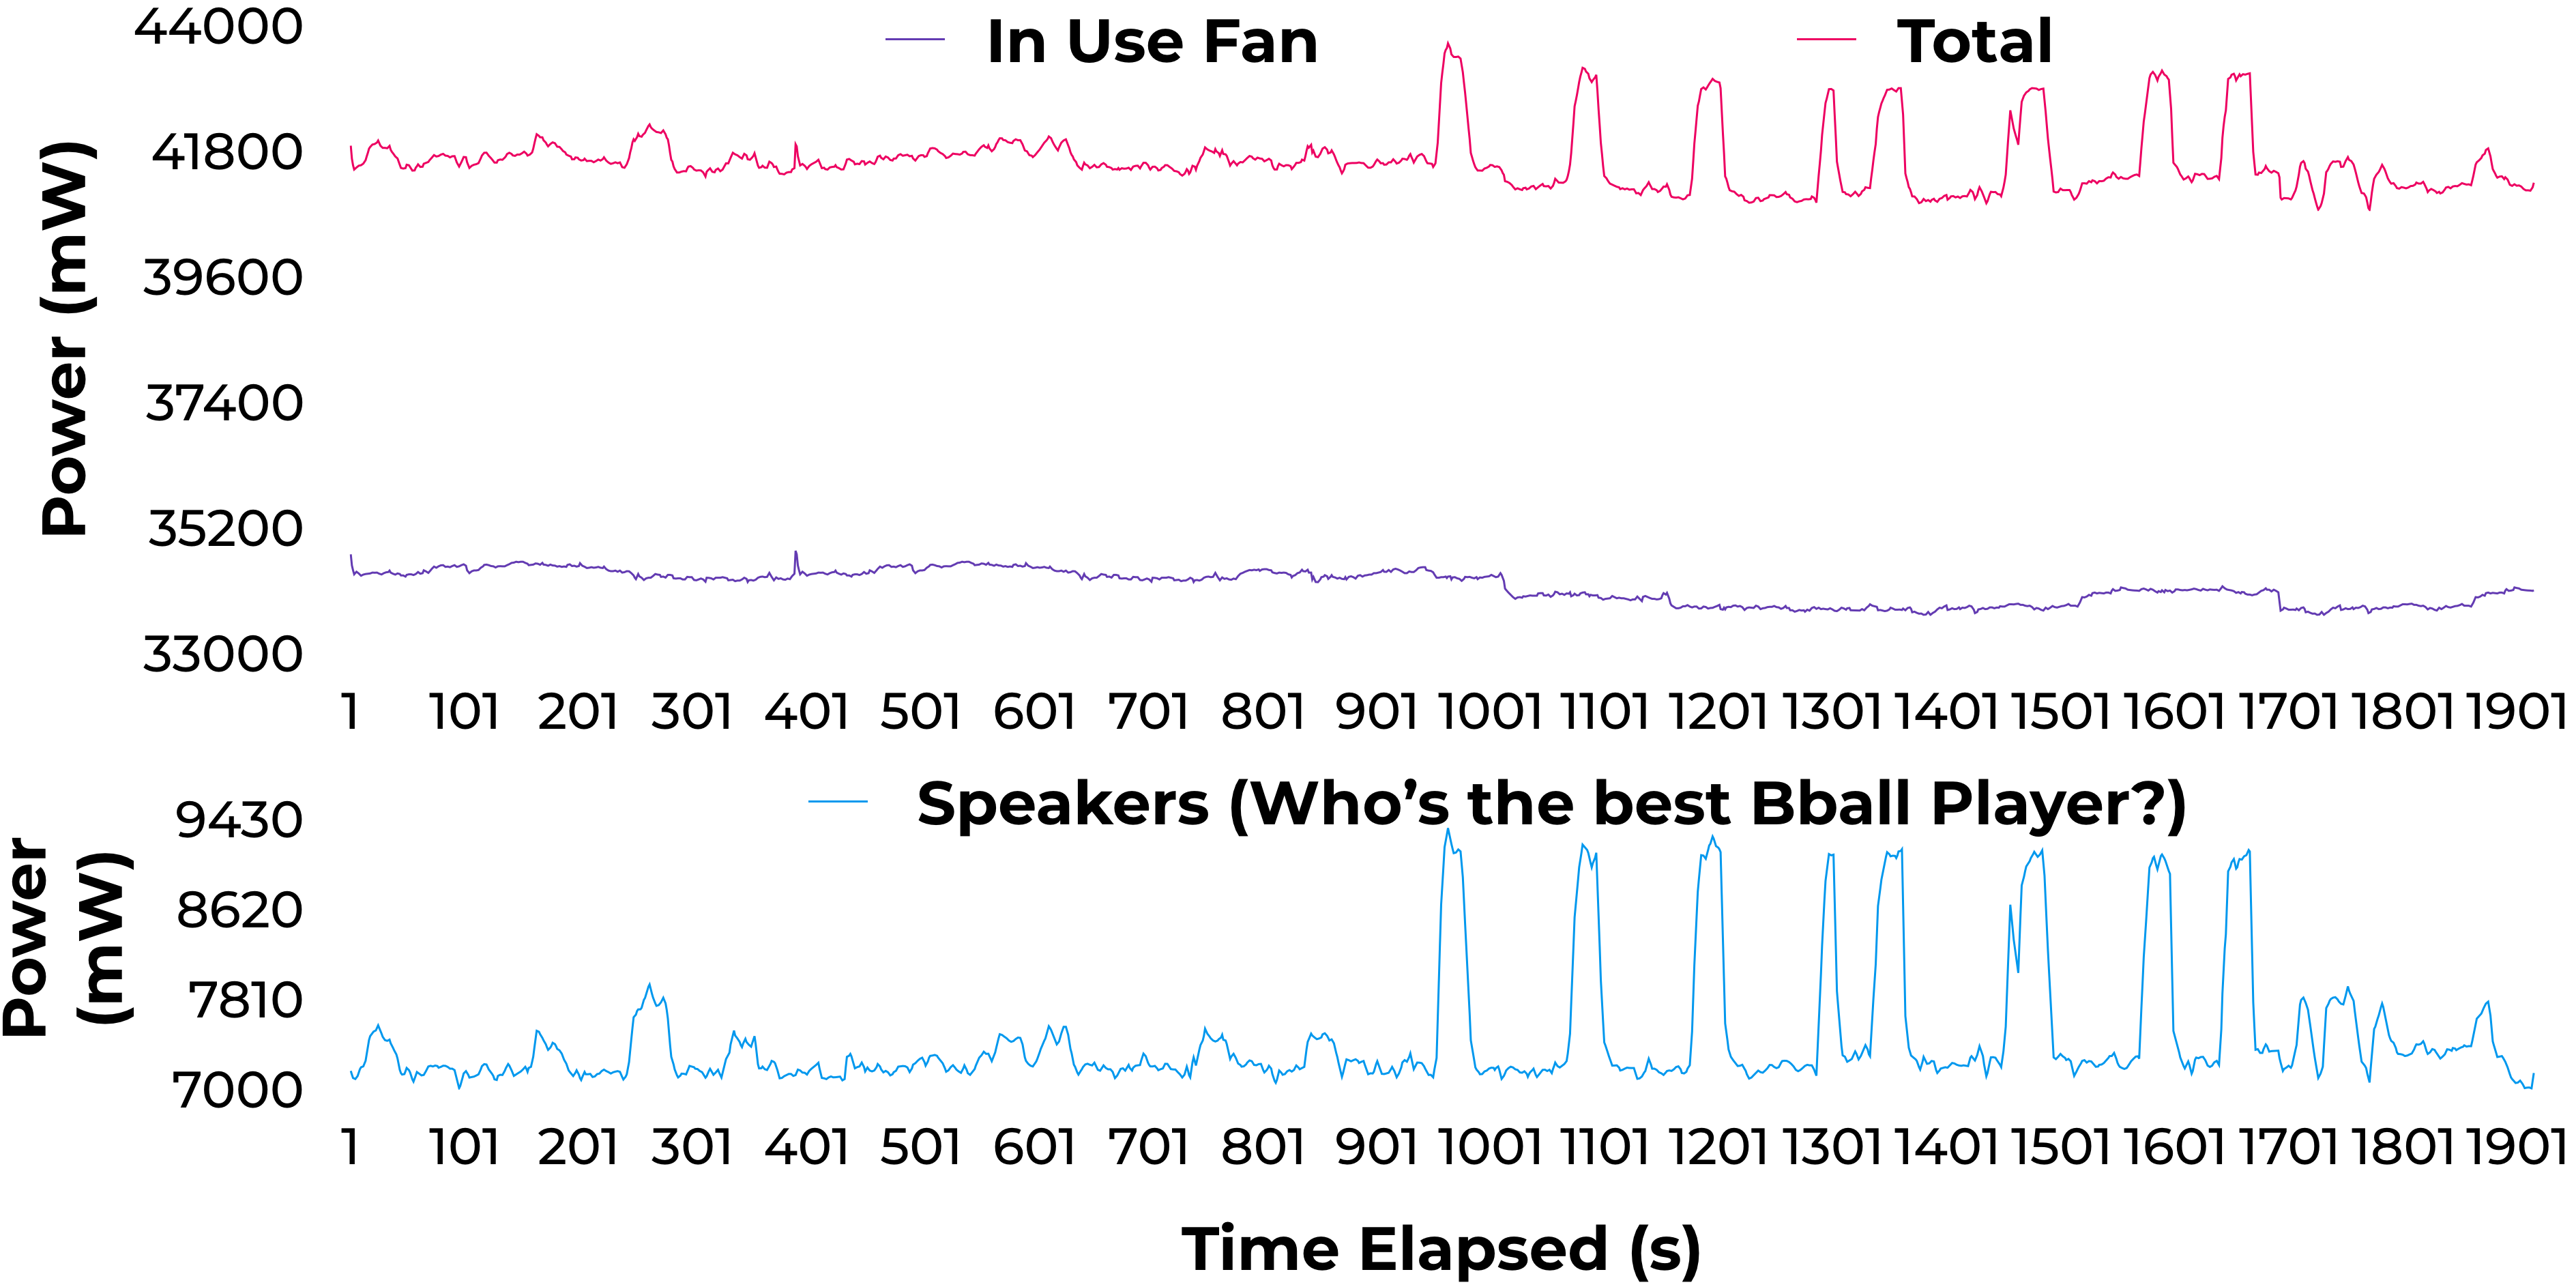 44000
In Use Fan
Total
41800
39600
37400
35200
33000
Power (mW)
1 101 201 301 401 501 601 701 801 901 1001 1101 1201 1301 1401 1501 1601 1701 1801 1901
Speakers (Who’s the best Bball Player?)
9430
8620
7810
7000
Power
(mW)
1 101 201 301 401 501 601 701 801 901 1001 1101 1201 1301 1401 1501 1601 1701 1801 1901
Time Elapsed (s)